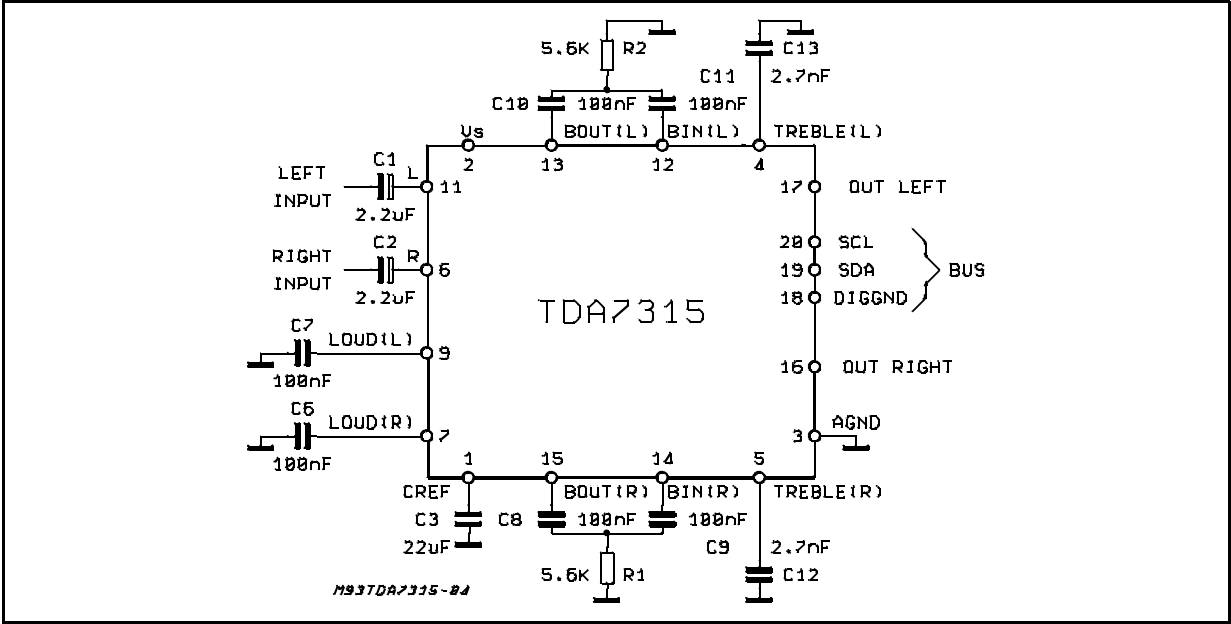 5.6K R2 C13
C11 2.7nF
C10 100nF 100nF
Vs BOUT(L) BIN(L) TREBLE(L)
2 13 12 4
LEFT C1 L 11 17 OUT LEFT
INPUT
2.2uF
C2 20 SCL
RIGHT R 6 19 SDA BUS
INPUT
2.2uF 18 DIGGND
TDA7315
C7 LOUD(L) 9
100nF 16 OUT RIGHT
C6 LOUD(R) 7 3 AGND
100nF
1 15 14 5
CREF BOUT(R) BIN(R) TREBLE(R)
C3 C8 100nF 100nF
22uF C9 2.7nF
5.6K R1 C12
M93TDA7315-04